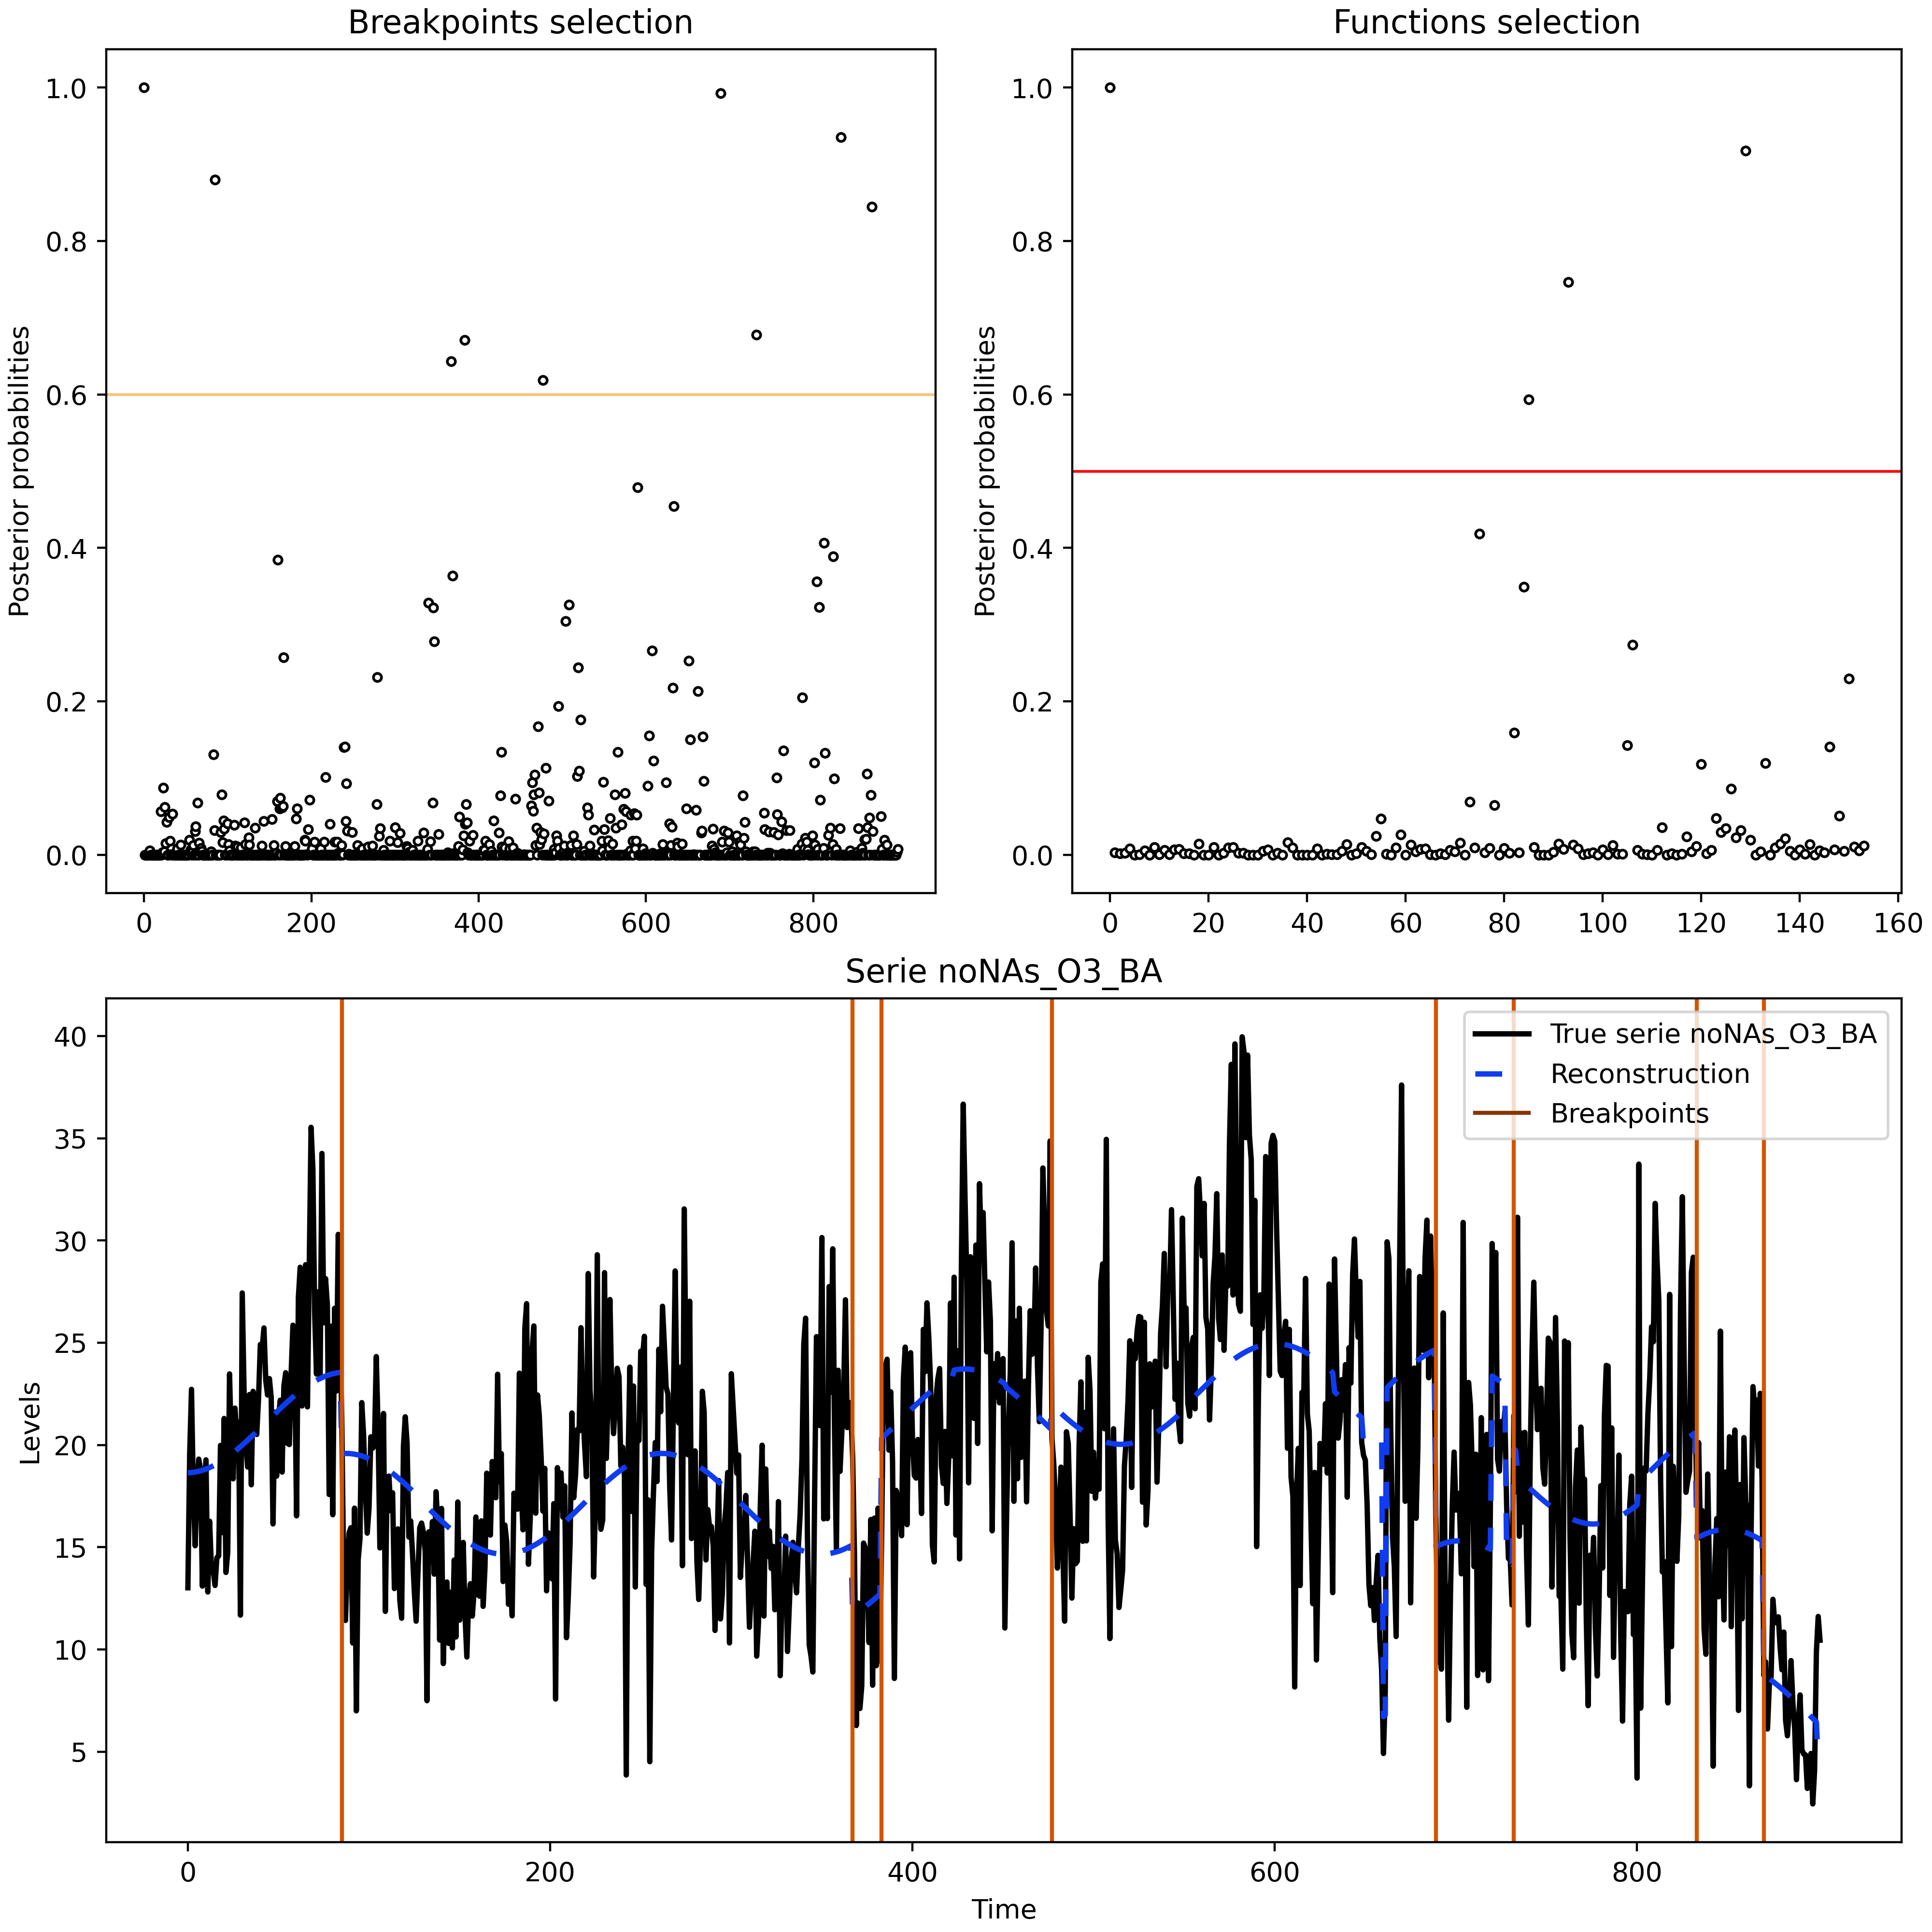 Breakpoints selection
Functions selection
Posterior probabilities
1.0
0.8
0.6
0.4
0.2
0.0
0 200 400 600 800
Posterior probabilities
1.0
0.8
0.6
0.4
0.2
0.0
0 20 40 60 80 100 120 140 160
Serie noNAs_O3_BA
Levels
40
35
30
25
20
15
10
5
True serie noNAs_O3_BA
Reconstruction
Breakpoints
0 200 400 600 800
Time